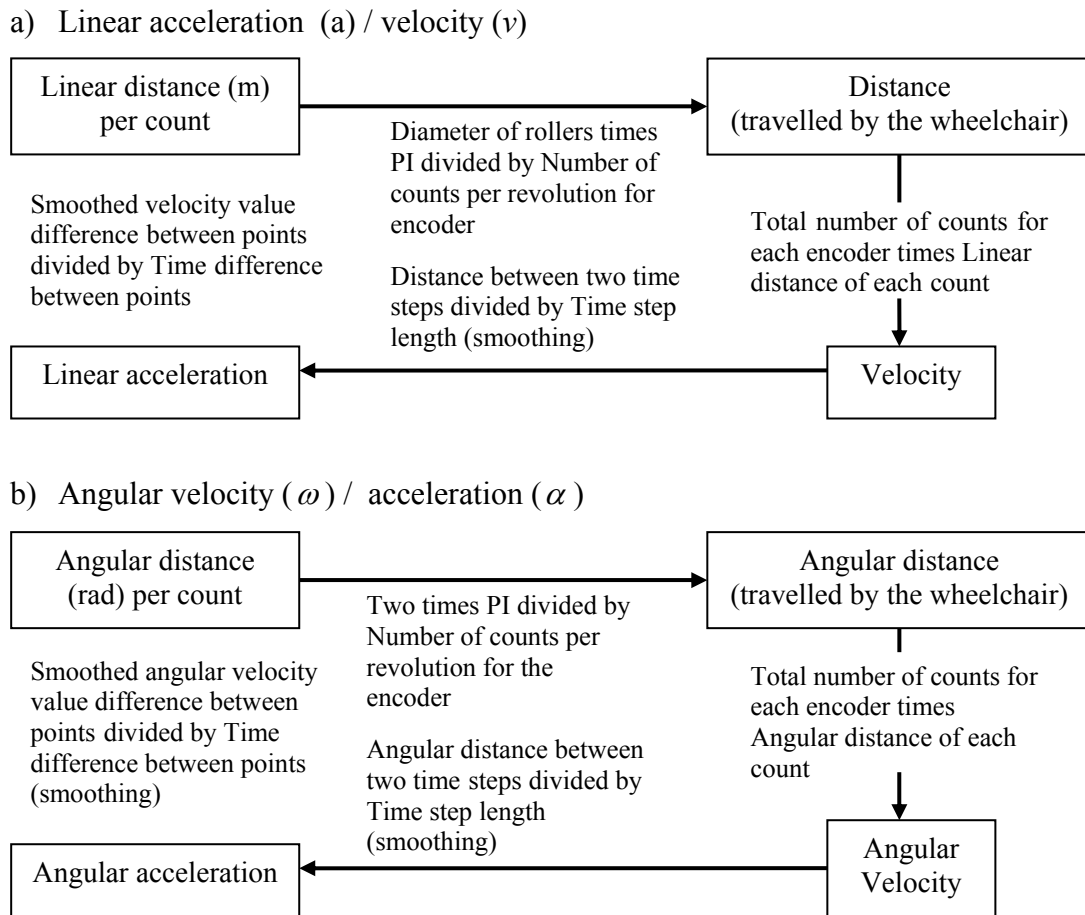 a) Linear acceleration (a) / velocity (v)
Linear distance (m)
per count
Distance
(travelled by the wheelchair)
Diameter of rollers times
PI divided by Number of
counts per revolution for
encoder
Smoothed velocity value
difference between points
divided by Time difference
between points
Total number of counts for
each encoder times Linear
distance of each count
Distance between two time
steps divided by Time step
length (smoothing)
Linear acceleration
Velocity
b) Angular velocity (ω) / acceleration (α)
Angular distance
(rad) per count
Angular distance
(travelled by the wheelchair)
Two times PI divided by
Number of counts per
revolution for the
encoder
Smoothed angular velocity
value difference between
points divided by Time
difference between points
(smoothing)
Total number of counts for
each encoder times
Angular distance of each
count
Angular distance between
two time steps divided by
Time step length
(smoothing)
Angular acceleration
Angular
Velocity